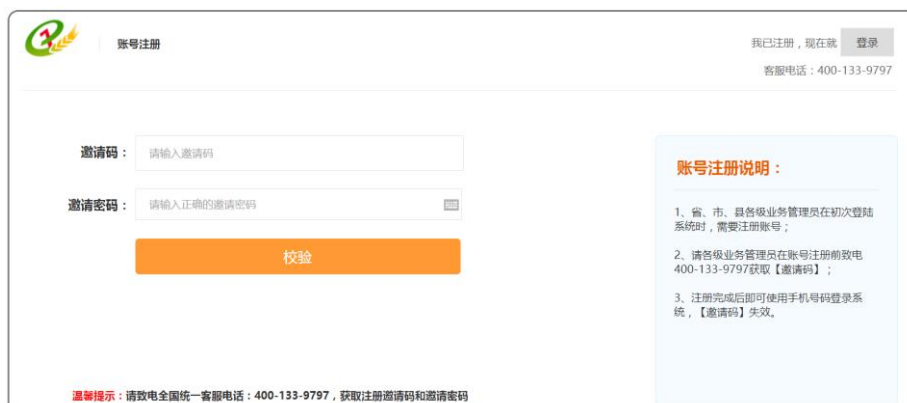 账号注册
我已注册，现在就 登录
客服电话：400-133-9797
邀请码： 请输入邀请码
邀请密码： 请输入正确的邀请密码
校验
账号注册说明：
1、省、市、县各级业务管理员在初次登陆
系统时，需要注册账号；
2、请各级业务管理员在账号注册前致电
400-133-9797获取【邀请码】；
3、注册完成后即可使用手机号码登录系
统，【邀请码】失效。
温馨提示：请致电全国统一客服电话：400-133-9797，获取注册邀请码和邀请密码